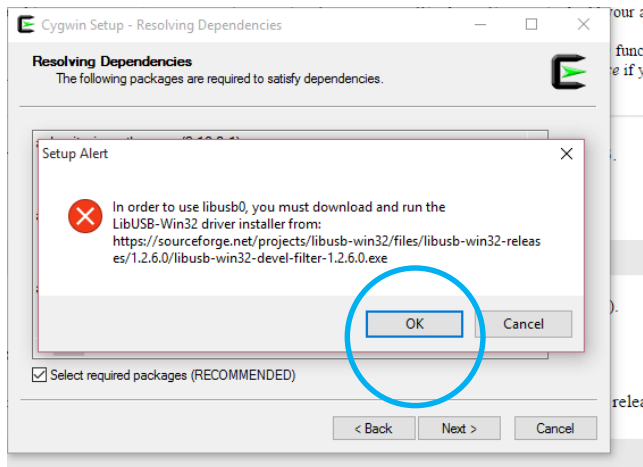 Cygwin Setup - Resolving Dependencies
Resolving Dependencies
The following packages are required to satisfy dependencies.
Setup Alert
In order to use libusb0, you must download and run the
LibUSB-Win32 driver installer from:
https://sourceforge.net/projects/libusb-win32/files/libusb-win32-releas
es/1.2.6.0/libusb-win32-devel-filter-1.2.6.0.exe
OK Cancel
Select required packages (RECOMMENDED)
< Back Next > Cancel